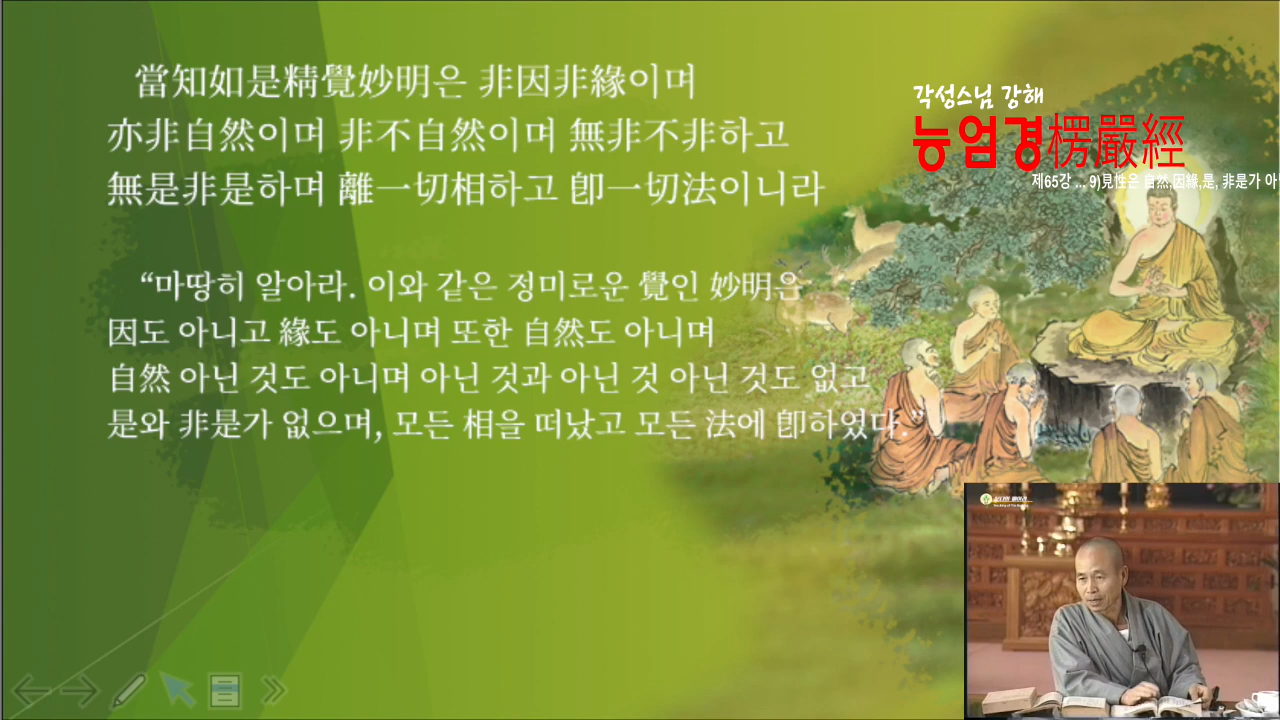 當知如是精覺妙明은 非因非緣이며
亦非自然이며 非不自然이며 無非不非하고
無是非是하며 離一切相하고 卽一切法이니라
“마땅히 알아라. 이와 같은 정미로운 覺인 妙明은
因도 아니고 緣도 아니며 또한 自然도 아니며
自然 아닌 것도 아니며 아닌 것과 아닌 것 아닌 것도 없고
是와 非是가 없으며, 모든 相을 떠났고 모든 法에 卽하였다.”
각성스님 강해
능엄경楞嚴經
제65강 ... 9)見性은 自然,因緣,是, 非是가 아